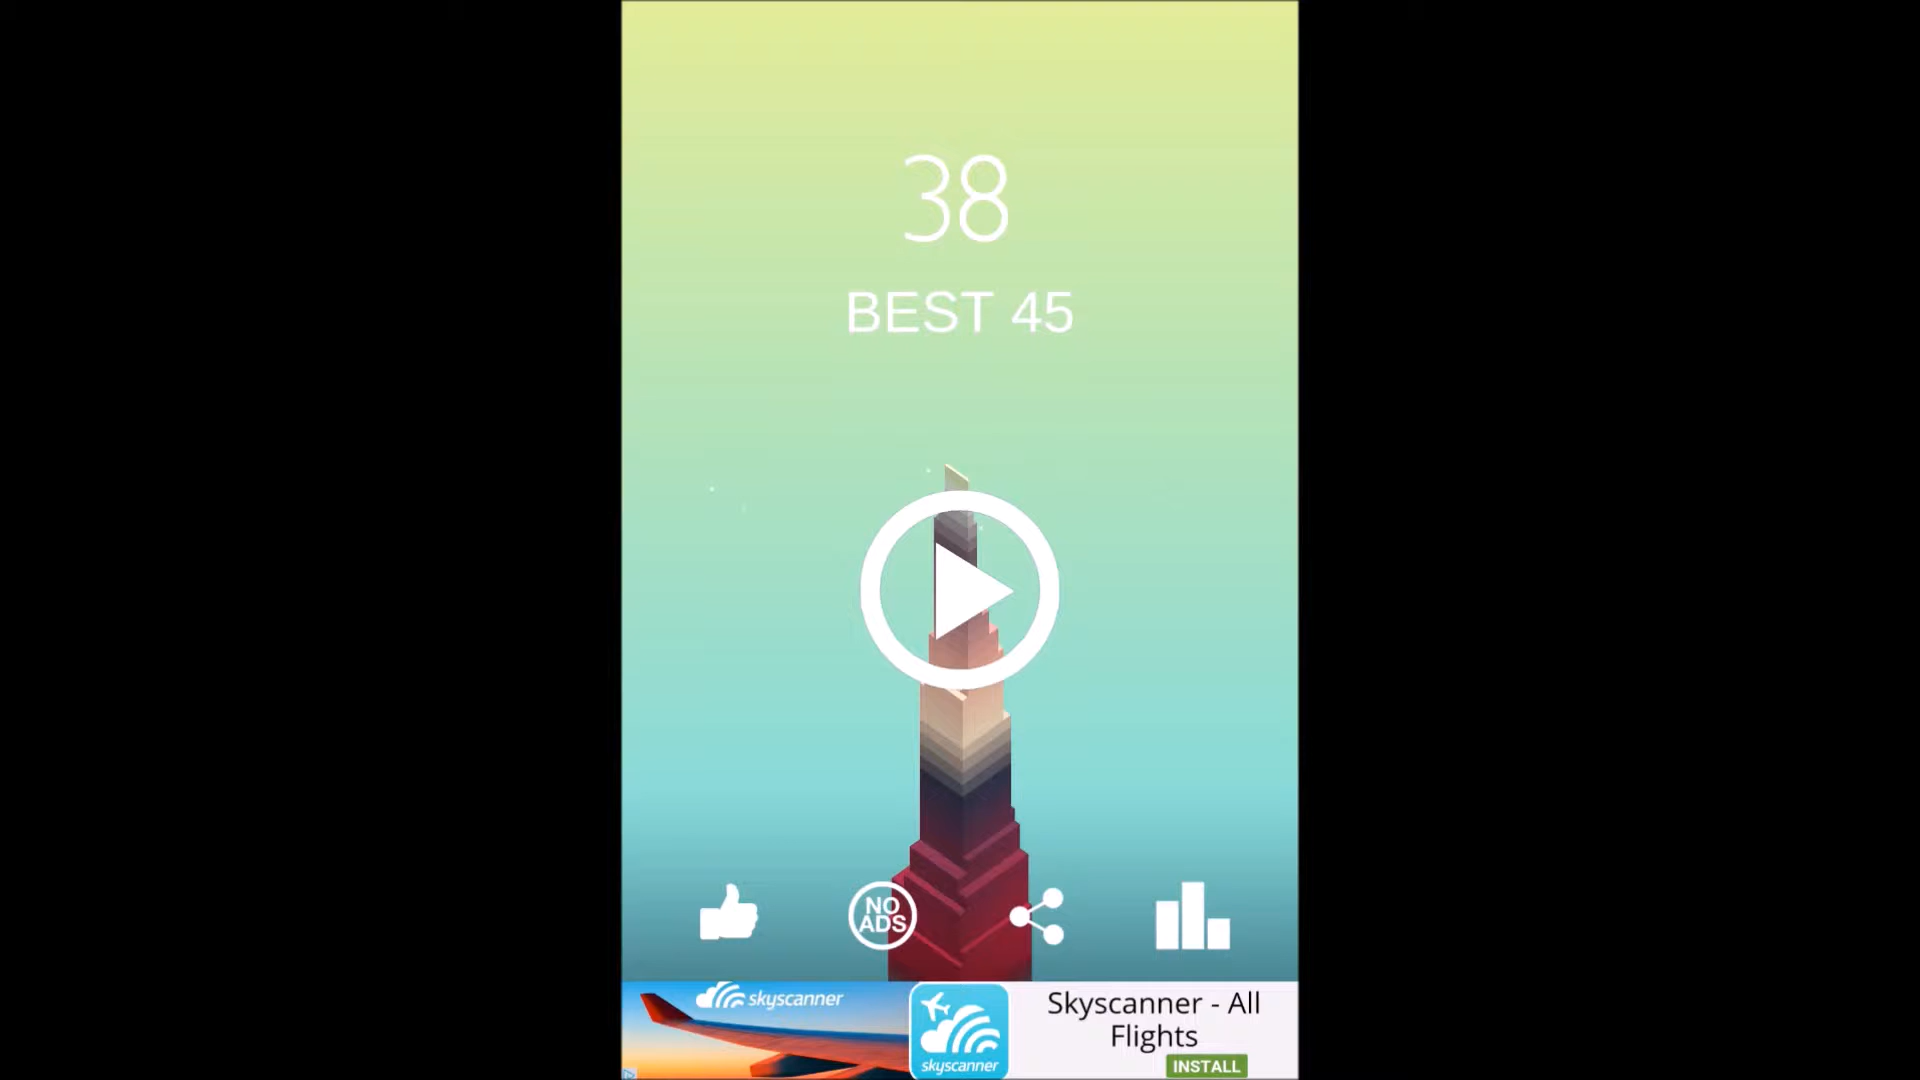 38
BEST 45
NO
ADS
skyscanner
skyscanner
Skyscanner - All
Flights
INSTALL